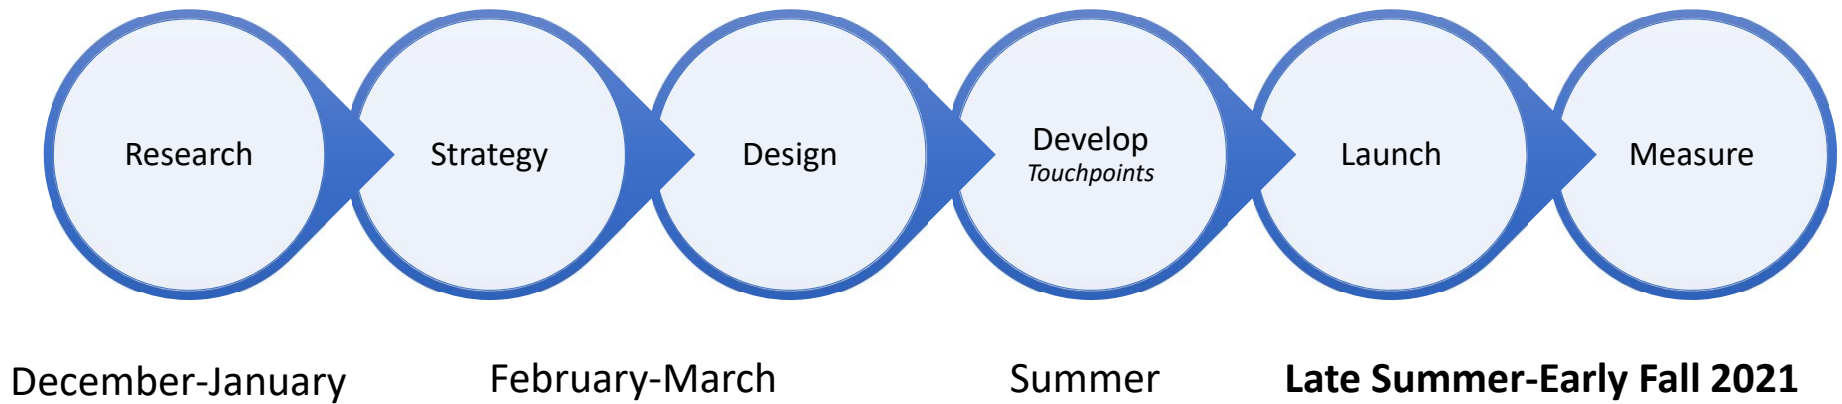 Research
Strategy
Design
Develop
Touchpoints
Launch
Measure
December-January
February-March
Summer
Late Summer-Early Fall 2021